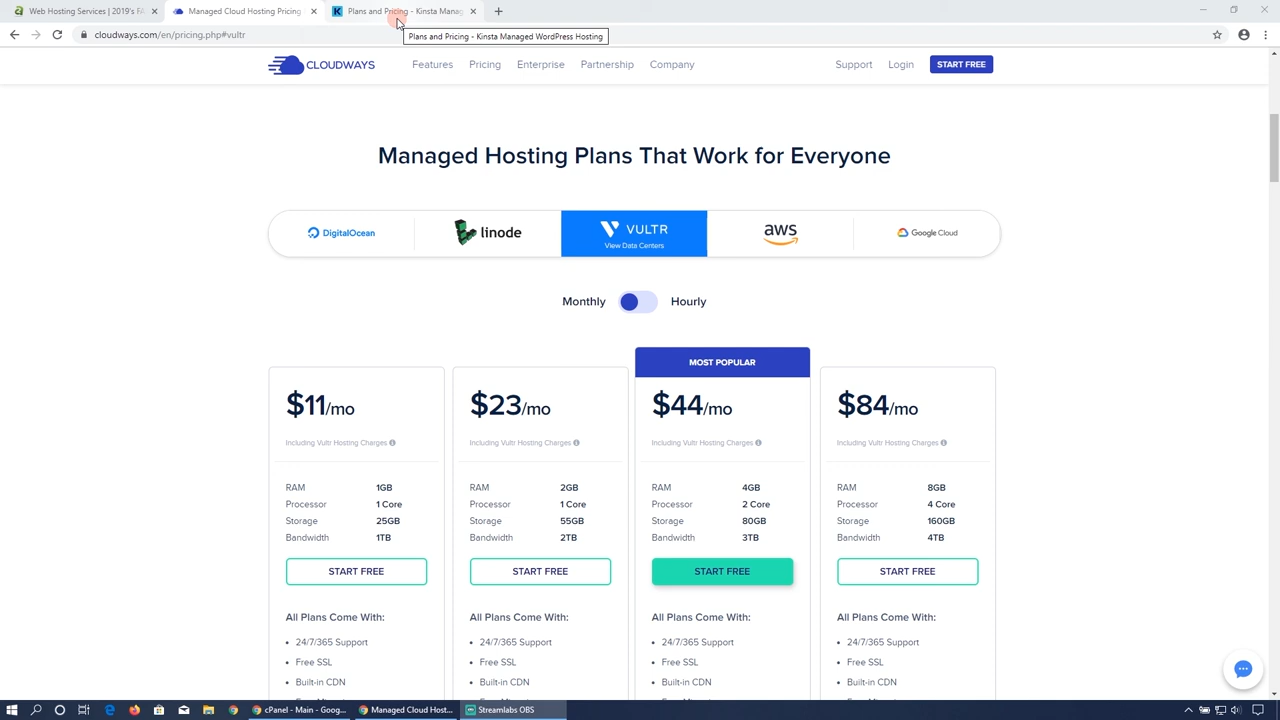 Web Hosting Services | 2019's FA
Managed Cloud Hosting Pricing
Plans and Pricing - Kinsta Manag
cloudways.com/en/pricing.php#vultr
Plans and Pricing - Kinsta Managed WordPress Hosting
CLOUDWAYS
Features
Pricing
Enterprise
Partnership
Company
Support
Login
START FREE
Managed Hosting Plans That Work for Everyone
DigitalOcean
linode
VULTR
View Data Centers
aws
Google Cloud
Monthly
Hourly
MOST POPULAR
$11/mo
Including Vultr Hosting Charges
RAM 1GB
Processor 1 Core
Storage 25GB
Bandwidth 1TB
START FREE
All Plans Come With:
• 24/7/365 Support
• Free SSL
• Built-in CDN
$23/mo
Including Vultr Hosting Charges
RAM 2GB
Processor 1 Core
Storage 55GB
Bandwidth 2TB
START FREE
All Plans Come With:
• 24/7/365 Support
• Free SSL
• Built-in CDN
$44/mo
Including Vultr Hosting Charges
RAM 4GB
Processor 2 Core
Storage 80GB
Bandwidth 3TB
START FREE
All Plans Come With:
• 24/7/365 Support
• Free SSL
• Built-in CDN
$84/mo
Including Vultr Hosting Charges
RAM 8GB
Processor 4 Core
Storage 160GB
Bandwidth 4TB
START FREE
All Plans Come With:
• 24/7/365 Support
• Free SSL
• Built-in CDN
cPanel - Main - Goog...
Managed Cloud Host...
Streamlabs OBS